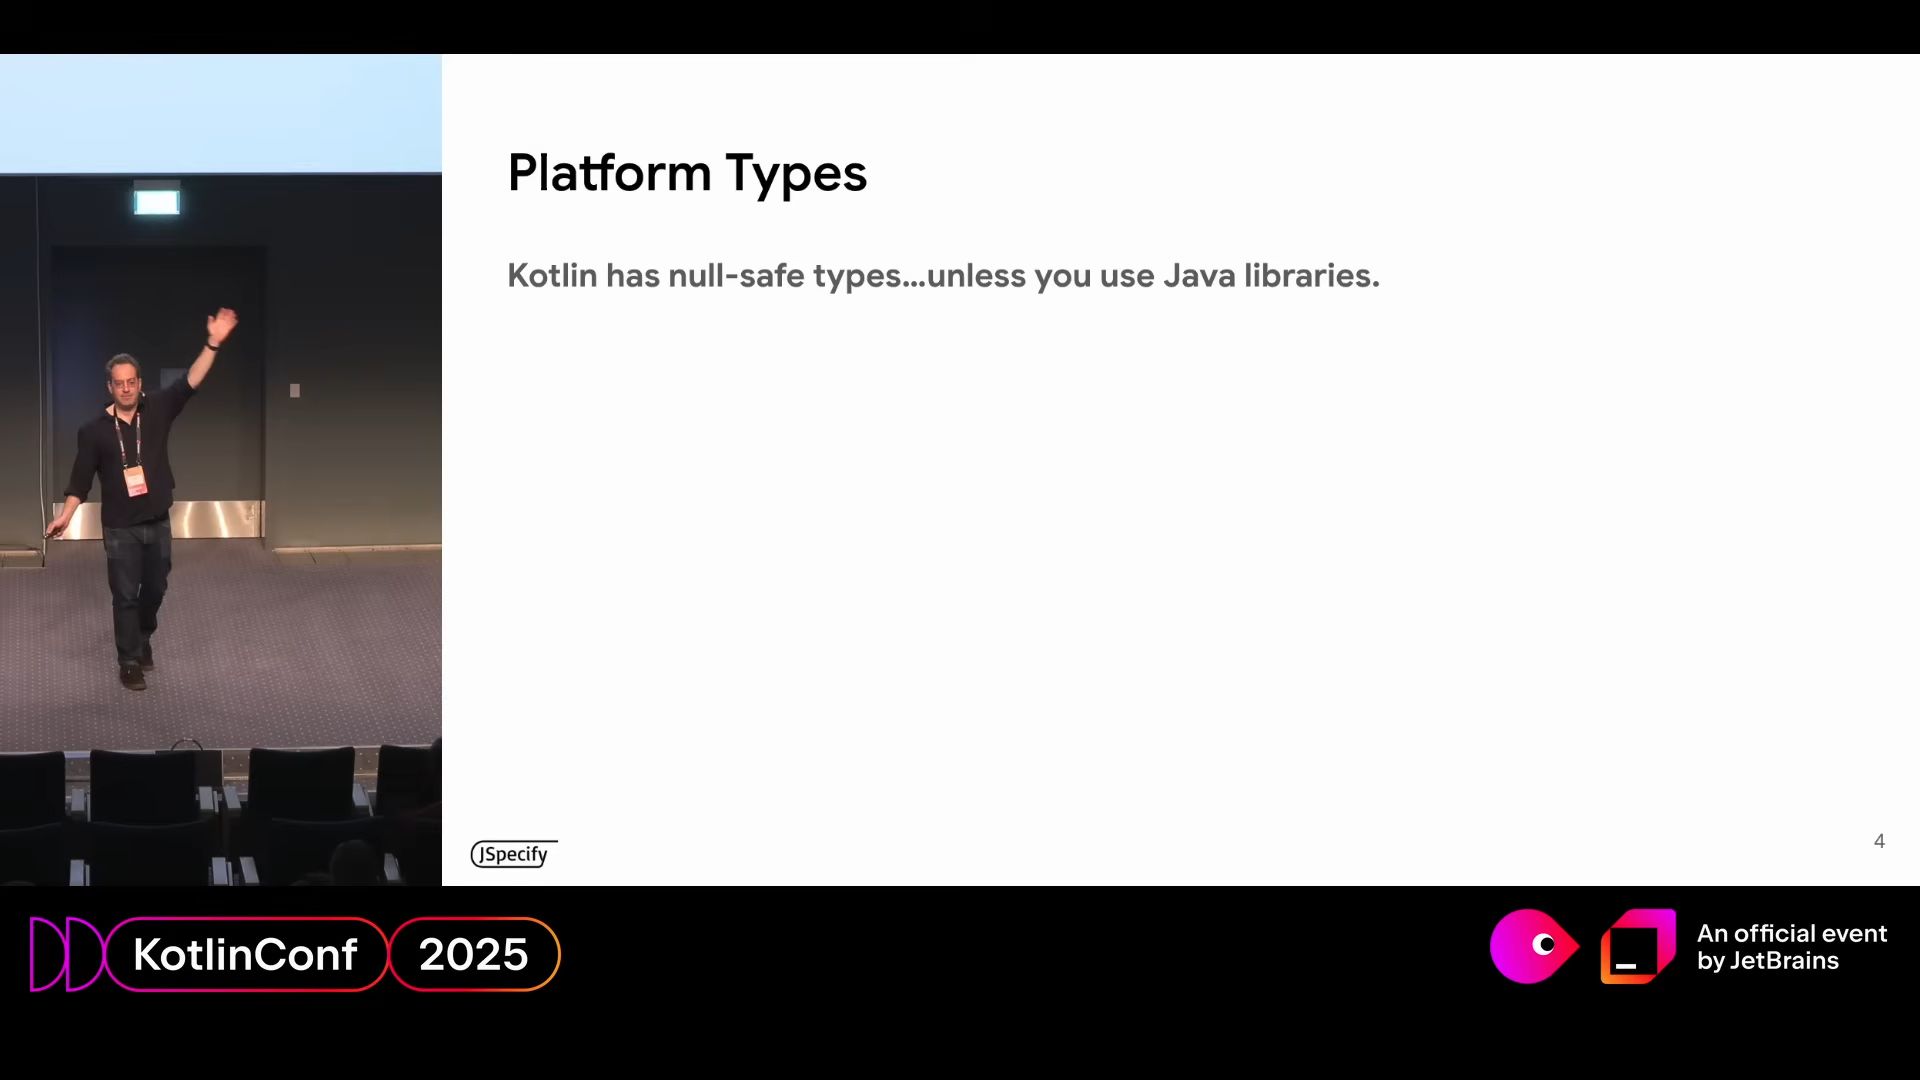 Platform Types
Kotlin has null-safe types...unless you use Java libraries.
JSpecify
4
KotlinConf 2025
An official event
by JetBrains